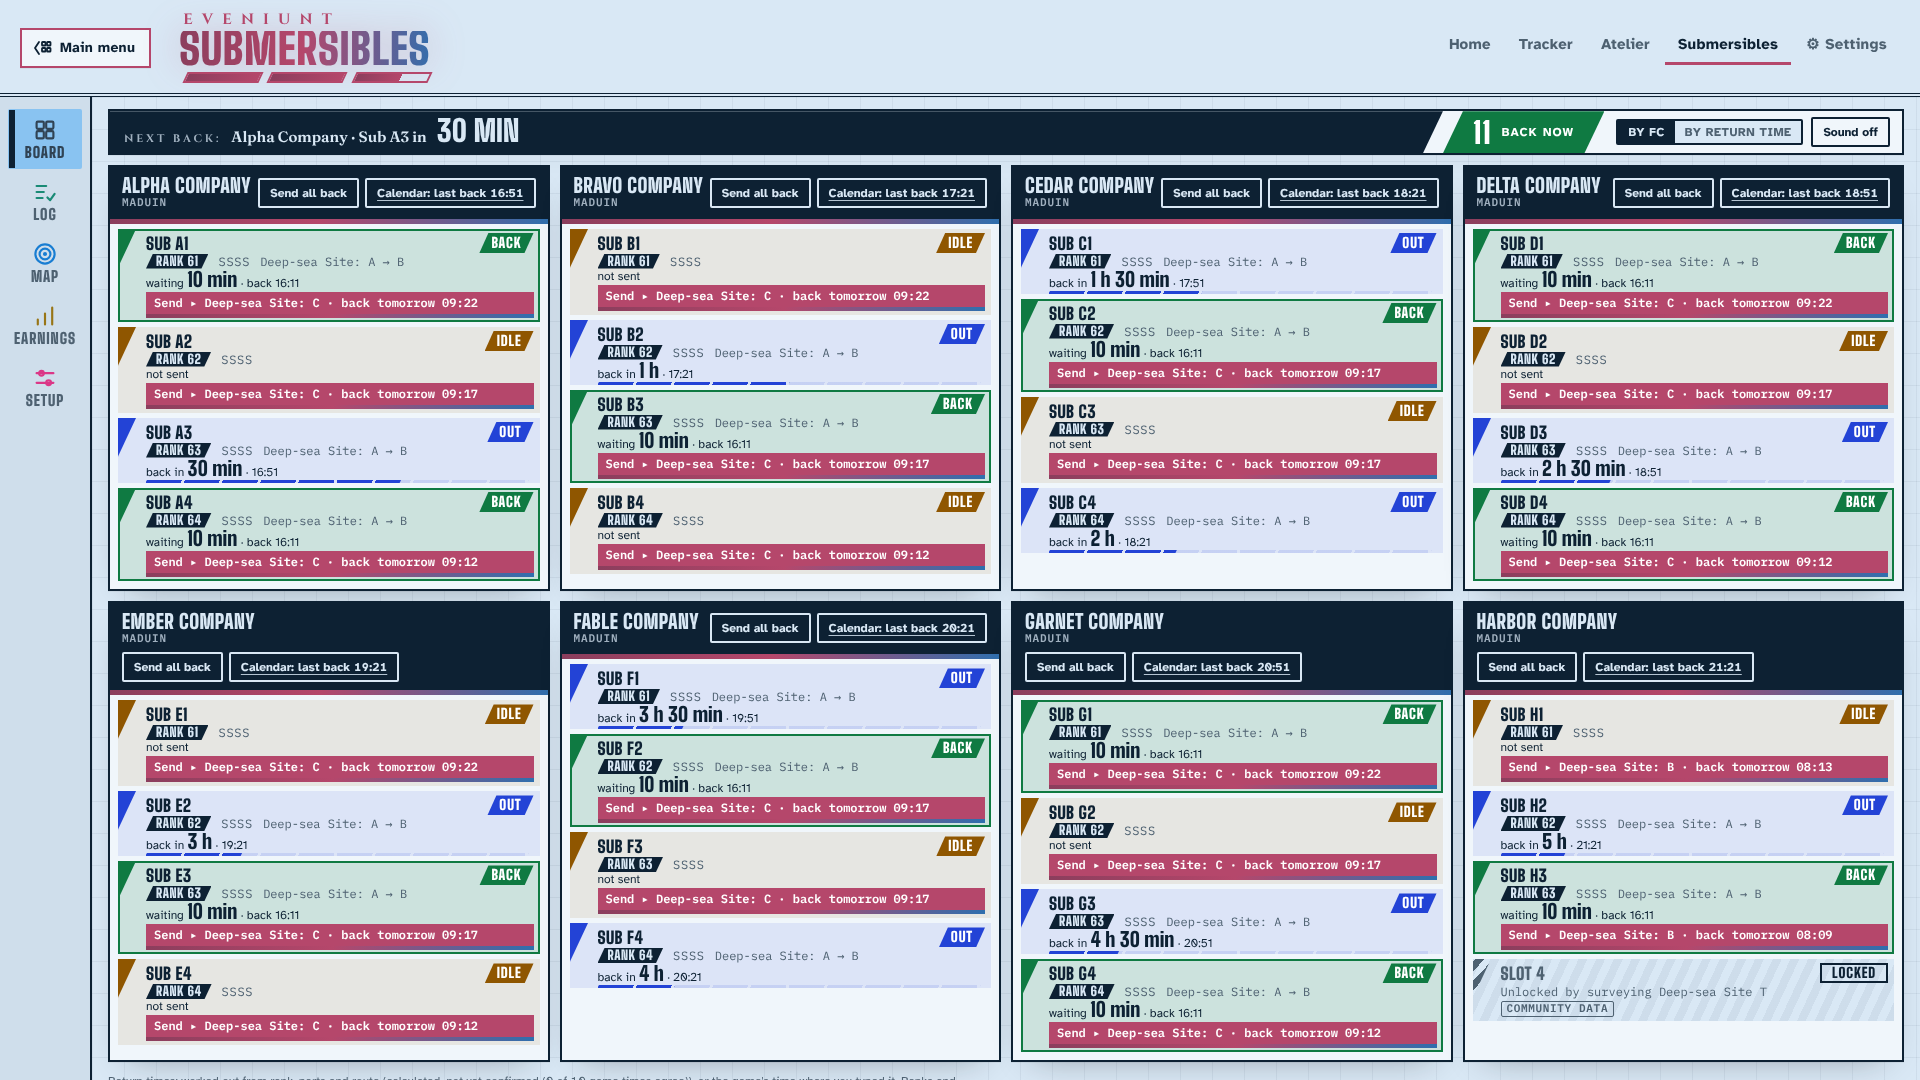 Main menu
EVENIUNT
SUBMERSIBLES
Home Tracker Atelier Submersibles ⚙ Settings
BOARD
LOG
MAP
EARNINGS
SETUP
NEXT BACK: Alpha Company · Sub A3 in 30 MIN
11 BACK NOW
BY FC BY RETURN TIME
Sound off
ALPHA COMPANY
MADUIN
Send all back
Calendar: last back 16:51
SUB A1 BACK
RANK 61 SSSS Deep-sea Site: A → B
waiting 10 min · back 16:11
Send ▸ Deep-sea Site: C · back tomorrow 09:22
SUB A2 IDLE
RANK 62 SSSS
not sent
Send ▸ Deep-sea Site: C · back tomorrow 09:17
SUB A3 OUT
RANK 63 SSSS Deep-sea Site: A → B
back in 30 min · 16:51
SUB A4 BACK
RANK 64 SSSS Deep-sea Site: A → B
waiting 10 min · back 16:11
Send ▸ Deep-sea Site: C · back tomorrow 09:12
BRAVO COMPANY
MADUIN
Send all back
Calendar: last back 17:21
SUB B1 IDLE
RANK 61 SSSS
not sent
Send ▸ Deep-sea Site: C · back tomorrow 09:22
SUB B2 OUT
RANK 62 SSSS Deep-sea Site: A → B
back in 1 h · 17:21
SUB B3 BACK
RANK 63 SSSS Deep-sea Site: A → B
waiting 10 min · back 16:11
Send ▸ Deep-sea Site: C · back tomorrow 09:17
SUB B4 IDLE
RANK 64 SSSS
not sent
Send ▸ Deep-sea Site: C · back tomorrow 09:12
CEDAR COMPANY
MADUIN
Send all back
Calendar: last back 18:21
SUB C1 OUT
RANK 61 SSSS Deep-sea Site: A → B
back in 1 h 30 min · 17:51
SUB C2 BACK
RANK 62 SSSS Deep-sea Site: A → B
waiting 10 min · back 16:11
Send ▸ Deep-sea Site: C · back tomorrow 09:17
SUB C3 IDLE
RANK 63 SSSS
not sent
Send ▸ Deep-sea Site: C · back tomorrow 09:17
SUB C4 OUT
RANK 64 SSSS Deep-sea Site: A → B
back in 2 h · 18:21
DELTA COMPANY
MADUIN
Send all back
Calendar: last back 18:51
SUB D1 BACK
RANK 61 SSSS Deep-sea Site: A → B
waiting 10 min · back 16:11
Send ▸ Deep-sea Site: C · back tomorrow 09:22
SUB D2 IDLE
RANK 62 SSSS
not sent
Send ▸ Deep-sea Site: C · back tomorrow 09:17
SUB D3 OUT
RANK 63 SSSS Deep-sea Site: A → B
back in 2 h 30 min · 18:51
SUB D4 BACK
RANK 64 SSSS Deep-sea Site: A → B
waiting 10 min · back 16:11
Send ▸ Deep-sea Site: C · back tomorrow 09:12
EMBER COMPANY
MADUIN
Send all back
Calendar: last back 19:21
SUB E1 IDLE
RANK 61 SSSS
not sent
Send ▸ Deep-sea Site: C · back tomorrow 09:22
SUB E2 OUT
RANK 62 SSSS Deep-sea Site: A → B
back in 3 h · 19:21
SUB E3 BACK
RANK 63 SSSS Deep-sea Site: A → B
waiting 10 min · back 16:11
Send ▸ Deep-sea Site: C · back tomorrow 09:17
SUB E4 IDLE
RANK 64 SSSS
not sent
Send ▸ Deep-sea Site: C · back tomorrow 09:12
FABLE COMPANY
MADUIN
Send all back
Calendar: last back 20:21
SUB F1 OUT
RANK 61 SSSS Deep-sea Site: A → B
back in 3 h 30 min · 19:51
SUB F2 BACK
RANK 62 SSSS Deep-sea Site: A → B
waiting 10 min · back 16:11
Send ▸ Deep-sea Site: C · back tomorrow 09:17
SUB F3 IDLE
RANK 63 SSSS
not sent
Send ▸ Deep-sea Site: C · back tomorrow 09:17
SUB F4 OUT
RANK 64 SSSS Deep-sea Site: A → B
back in 4 h · 20:21
GARNET COMPANY
MADUIN
Send all back
Calendar: last back 20:51
SUB G1 BACK
RANK 61 SSSS Deep-sea Site: A → B
waiting 10 min · back 16:11
Send ▸ Deep-sea Site: C · back tomorrow 09:22
SUB G2 IDLE
RANK 62 SSSS
not sent
Send ▸ Deep-sea Site: C · back tomorrow 09:17
SUB G3 OUT
RANK 63 SSSS Deep-sea Site: A → B
back in 4 h 30 min · 20:51
SUB G4 BACK
RANK 64 SSSS Deep-sea Site: A → B
waiting 10 min · back 16:11
Send ▸ Deep-sea Site: C · back tomorrow 09:12
HARBOR COMPANY
MADUIN
Send all back
Calendar: last back 21:21
SUB H1 IDLE
RANK 61 SSSS
not sent
Send ▸ Deep-sea Site: B · back tomorrow 08:13
SUB H2 OUT
RANK 62 SSSS Deep-sea Site: A → B
back in 5 h · 21:21
SUB H3 BACK
RANK 63 SSSS Deep-sea Site: A → B
waiting 10 min · back 16:11
Send ▸ Deep-sea Site: B · back tomorrow 08:09
SLOT 4 LOCKED
Unlocked by surveying Deep-sea Site T
COMMUNITY DATA